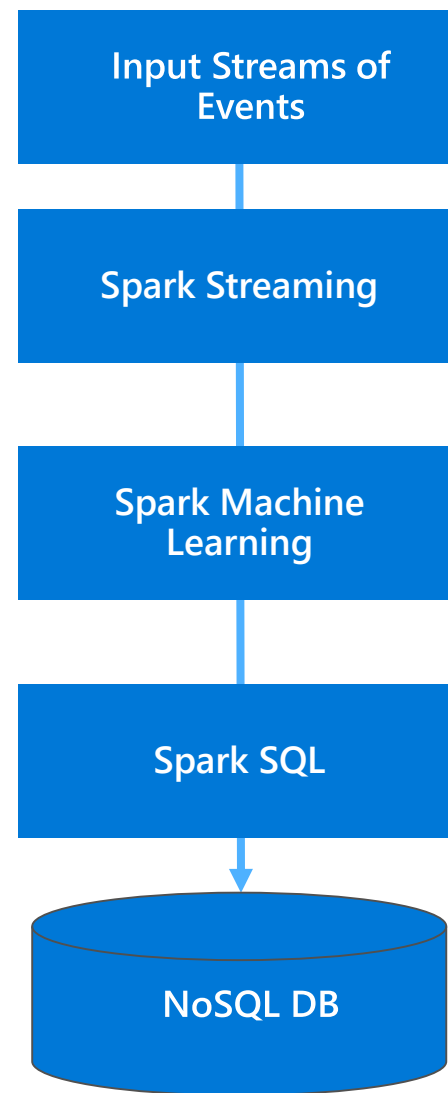 Input Streams of
Events
Spark Streaming
Spark Machine
Learning
Spark SQL
NoSQL DB